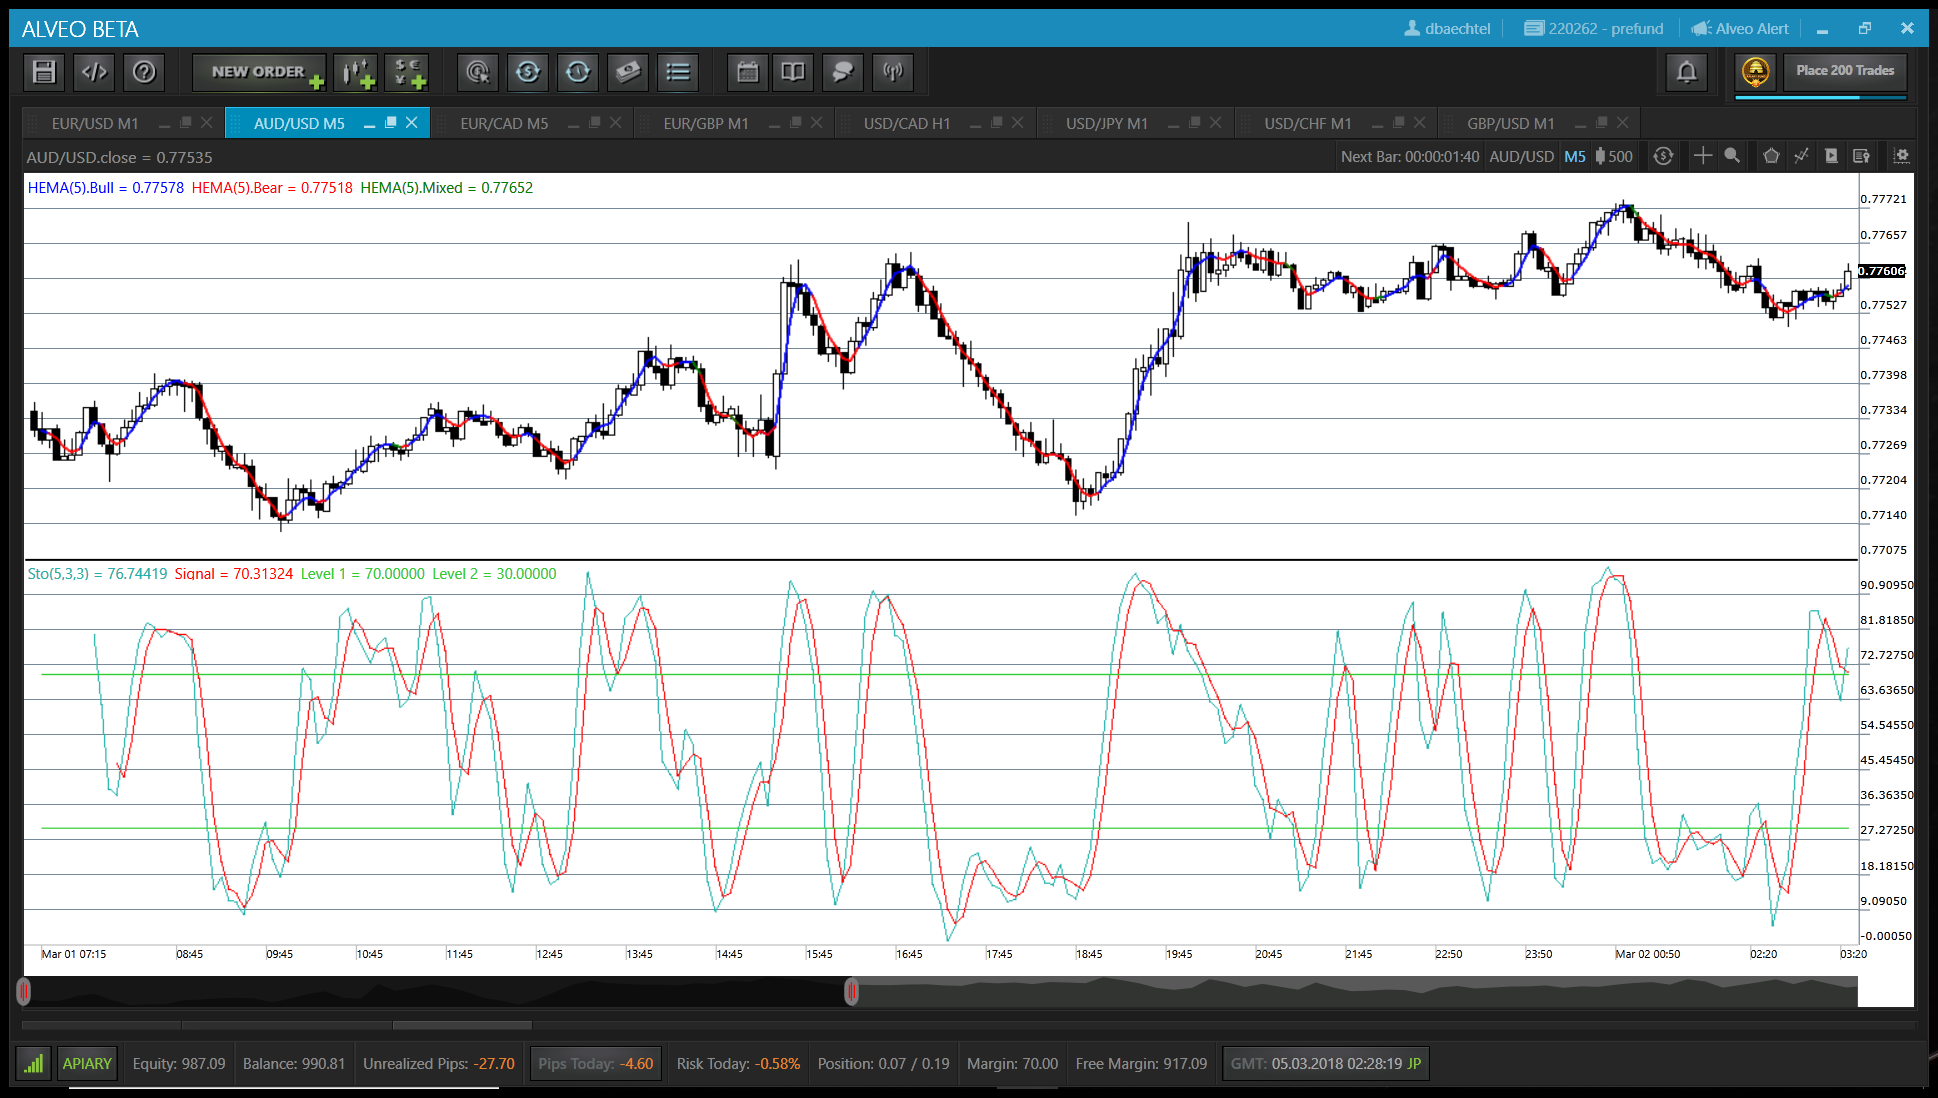 ALVEO BETA dbaechtel 220262 - prefund Alveo Alert
</> NEW ORDER $ € ¥ Place 200 Trades
EUR/USD M1 AUD/USD M5 EUR/CAD M5 EUR/GBP M1 USD/CAD H1 USD/JPY M1 USD/CHF M1 GBP/USD M1
AUD/USD.close = 0.77535 Next Bar: 00:00:01:40 AUD/USD M5 500
HEMA(5).Bull = 0.77578 HEMA(5).Bear = 0.77518 HEMA(5).Mixed = 0.77652
0.77721
0.77657
0.77606
0.77527
0.77463
0.77398
0.77334
0.77269
0.77204
0.77140
0.77075
Sto(5,3,3) = 76.74419 Signal = 70.31324 Level 1 = 70.00000 Level 2 = 30.00000
90.90950
81.81850
72.72750
63.63650
54.54550
45.45450
36.36350
27.27250
18.18150
9.09050
-0.00050
Mar 01 07:15 08:45 09:45 10:45 11:45 12:45 13:45 14:45 15:45 16:45 17:45 18:45 19:45 20:45 21:45 22:50 23:50 Mar 02 00:50 02:20 03:20
APIARY Equity: 987.09 Balance: 990.81 Unrealized Pips: -27.70 Pips Today: -4.60 Risk Today: -0.58% Position: 0.07 / 0.19 Margin: 70.00 Free Margin: 917.09 GMT: 05.03.2018 02:28:19 JP